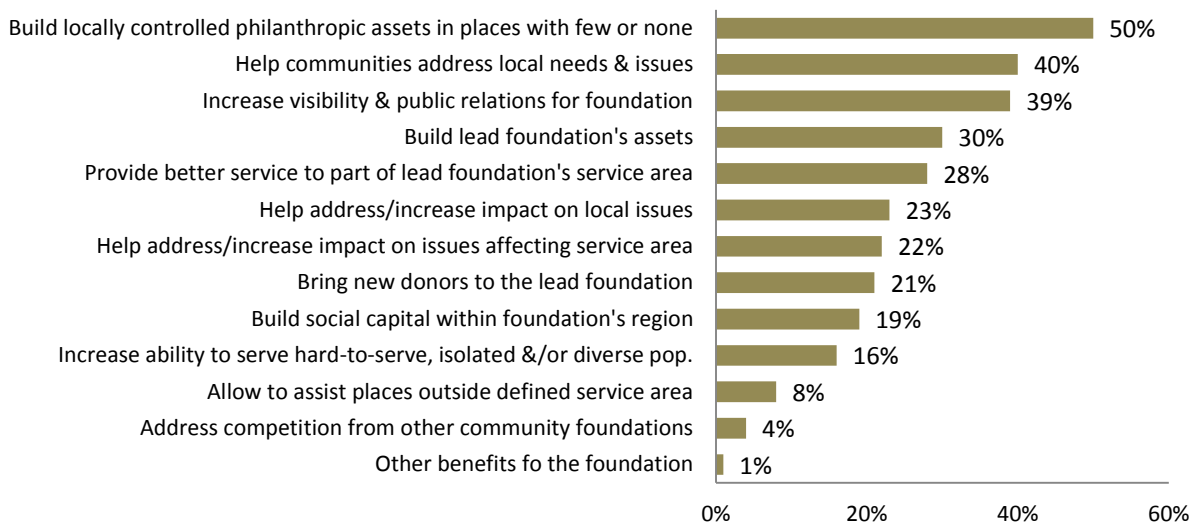 Build locally controlled philanthropic assets in places with few or none 50%
Help communities address local needs & issues 40%
Increase visibility & public relations for foundation 39%
Build lead foundation's assets 30%
Provide better service to part of lead foundation's service area 28%
Help address/increase impact on local issues 23%
Help address/increase impact on issues affecting service area 22%
Bring new donors to the lead foundation 21%
Build social capital within foundation's region 19%
Increase ability to serve hard-to-serve, isolated &/or diverse pop. 16%
Allow to assist places outside defined service area 8%
Address competition from other community foundations 4%
Other benefits fo the foundation 1%
0% 20% 40% 60%